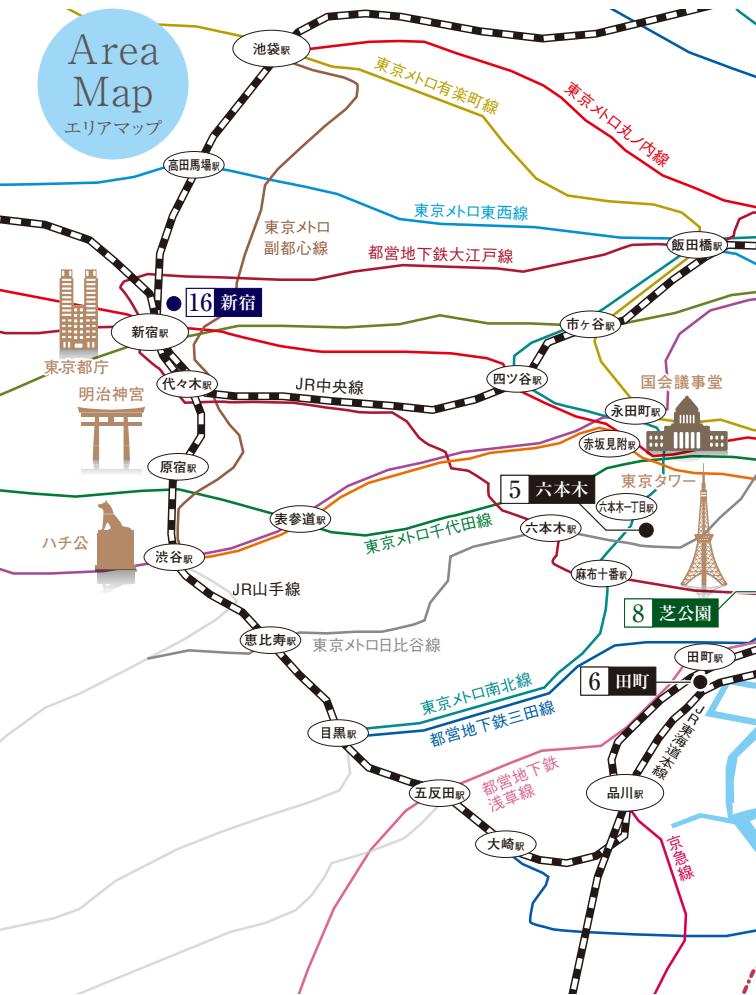 Area
Map
エリアマップ
池袋駅
東京メトロ有楽町線
東京メトロ丸ノ内線
高田馬場駅
東京メトロ東西線
東京メトロ
副都心線
都営地下鉄大江戸線
飯田橋駅
16 新宿
新宿駅
市ヶ谷駅
東京都庁
代々木駅
JR中央線
四ツ谷駅
国会議事堂
明治神宮
永田町駅
赤坂見附駅
原宿駅
東京タワー
5 六本木
六本木一丁目駅
表参道駅
六本木駅
東京メトロ千代田線
ハチ公
渋谷駅
麻布十番駅
JR山手線
8 芝公園
恵比寿駅
東京メトロ日比谷線
田町駅
6 田町
東京メトロ南北線
都営地下鉄三田線
JR東海道本線
目黒駅
都営地下鉄
浅草線
五反田駅
品川駅
大崎駅
京急線